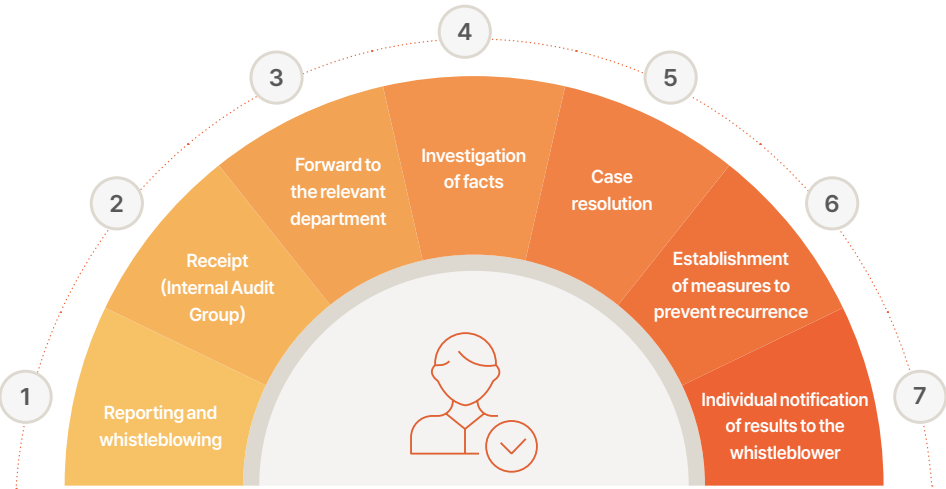 1
Reporting and
whistleblowing
2
Receipt
(Internal Audit
Group)
3
Forward to
the relevant
department
4
Investigation
of facts
5
Case
resolution
6
Establishment
of measures to
prevent recurrence
7
Individual notification
of results to the
whistleblower